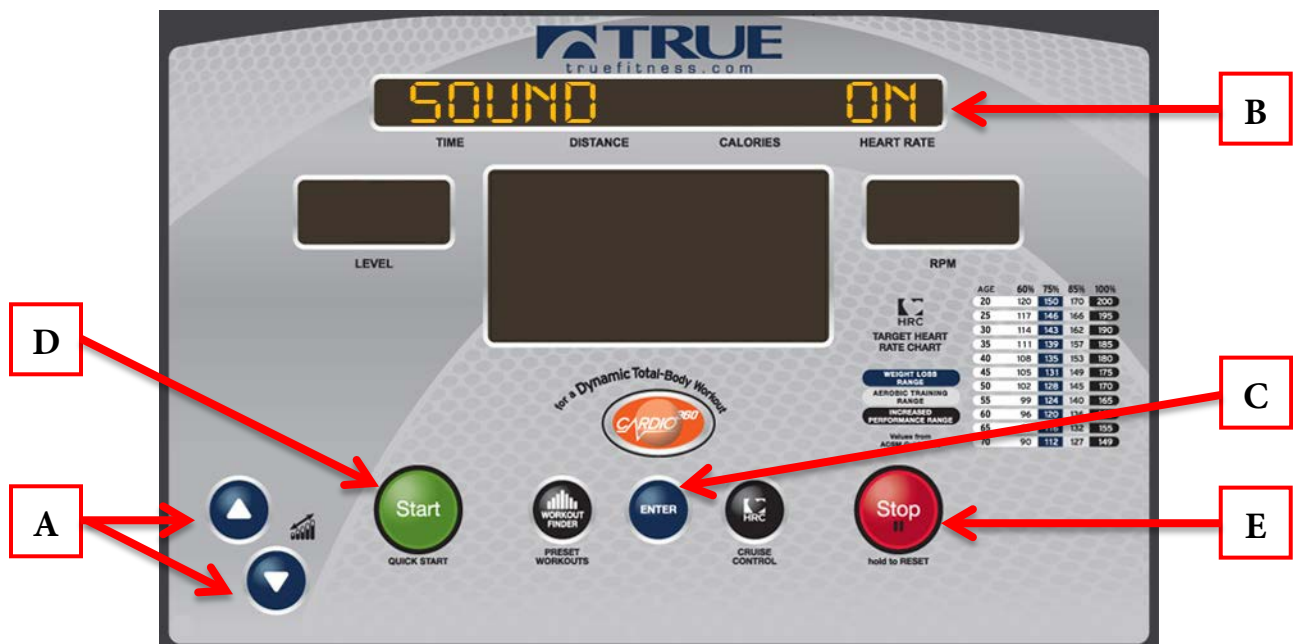 TRUE
truefitness.com
SOUND ON
TIME DISTANCE CALORIES HEART RATE
LEVEL
RPM
HRC
TARGET HEART
RATE CHART
WEIGHT LOSS
RANGE
AEROBIC TRAINING
RANGE
INCREASED
PERFORMANCE RANGE
Values from
AGE 60% 75% 85% 100%
20 120 150 170 200
25 117 146 166 195
30 114 143 162 190
35 111 139 157 185
40 108 135 153 180
45 105 131 149 175
50 102 128 145 170
55 99 124 140 165
60 96 120
65 132 155
70 90 112 127 149
for a Dynamic Total-Body Workout
CARDIO 360
Start
QUICK START
WORKOUT
FINDER
PRESET
WORKOUTS
ENTER
HRC
CRUISE
CONTROL
Stop
hold to RESET
A
B
C
D
E